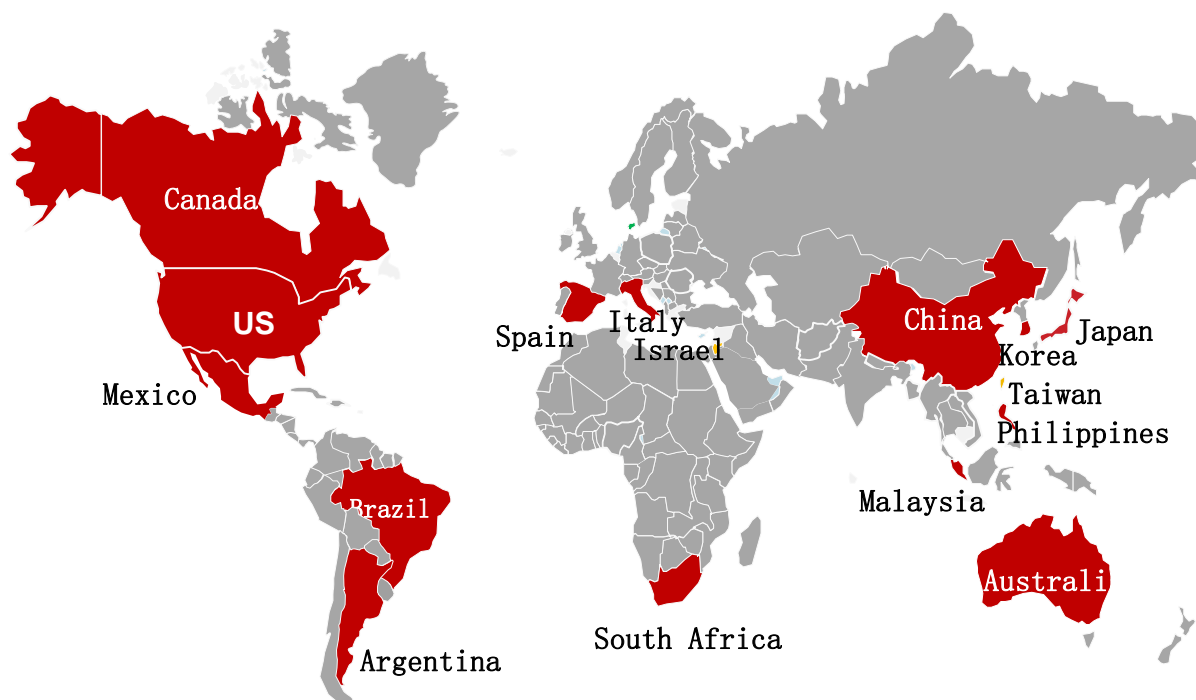 Canada
US
Mexico
Brazil
Argentina
Spain
Italy
Israel
South Africa
China
Japan
Korea
Taiwan
Philippines
Malaysia
Australi